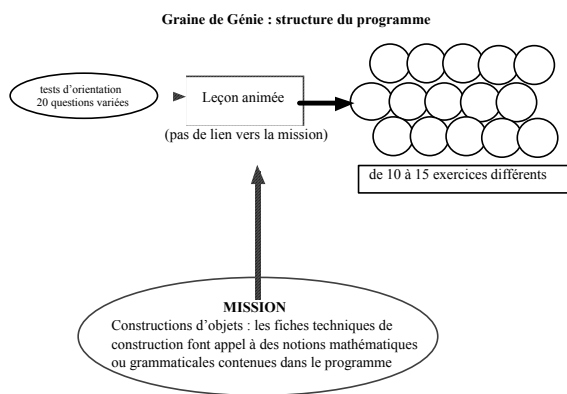 Graine de Génie : structure du programme
tests d'orientation
20 questions variées
Leçon animée
(pas de lien vers la mission)
de 10 à 15 exercices différents
MISSION
Constructions d'objets : les fiches techniques de
construction font appel à des notions mathématiques
ou grammaticales contenues dans le programme